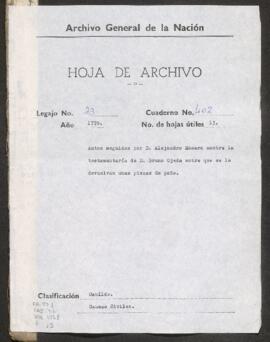 Archivo General de la Nación
HOJA DE ARCHIVO
Legajo No. 23 Cuaderno No. 402
Año 1779. No. de hojas útiles 13.
Autos seguidos por D. Alejandro contra la
testamentaría de D. Bruno Ojeda sobre que se le
devuelvan unas piezas de paño.
Clasificación Cabildo.
Causas Civiles.